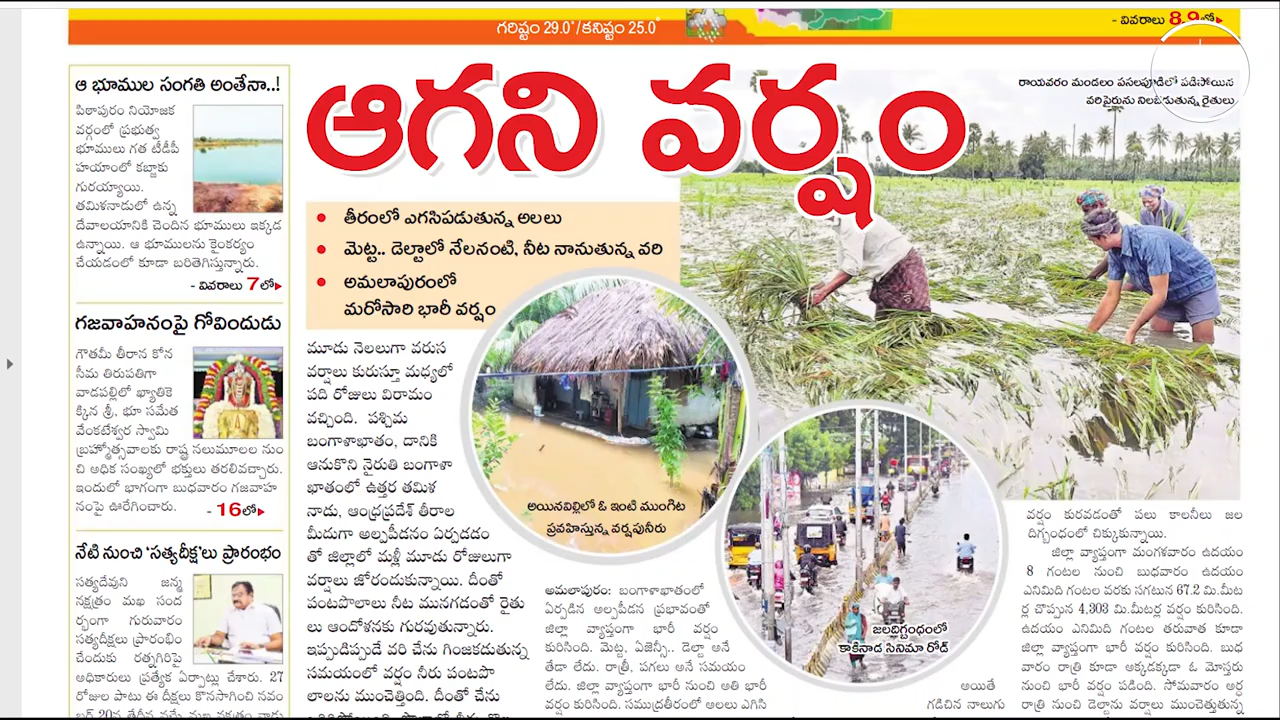 గరిష్టం 29.0°/కనిష్టం 25.0°
- వివరాలు 8,9లో
ఆ భూముల సంగతి అంతేనా..!
పిఠాపురం నియోజక
వర్గంలో ప్రభుత్వ
భూములు గత టీడీపీ
హయాంలో కబ్జాకు
గురయ్యాయి.
తమిళనాడులో ఉన్న
దేవాలయానికి చెందిన భూములు ఇక్కడ
ఉన్నాయి. ఆ భూములను కైంకర్యం
చేయడంలో కూడా బరితెగిస్తున్నారు.
- వివరాలు 7లో
గజవాహనంపై గోవిందుడు
గౌతమీ తీరాన కోన
సీమ తిరుపతిగా
వాడపల్లిలో ఖ్యాతికె
క్కిన శ్రీ, భూ సమేత
వేంకటేశ్వర స్వామి
బ్రహ్మోత్సవాలకు రాష్ట్ర నలుమూలల నుం
చి అధిక సంఖ్యలో భక్తులు తరలివచ్చారు.
ఇందులో భాగంగా బుధవారం గజవాహ
నంపై ఊరేగించారు.
- 16లో
నేటి నుంచి 'సత్యదీక్ష'లు ప్రారంభం
సత్యదేవుని జన్మ
నక్షత్రం మఖ సంద
ర్భంగా గురువారం
సత్యదీక్షలు ప్రారంభిం
చేందుకు రత్నగిరిపై
అధికారులు ప్రత్యేక ఏర్పాట్లు చేశారు. 27
రోజుల పాటు ఈ దీక్షలు కొనసాగించి నవం
ఆగని వర్షం
తీరంలో ఎగసిపడుతున్న అలలు
మెట్ట.. డెల్టాలో నేలనంటి, నీట నానుతున్న వరి
అమలాపురంలో
మరోసారి భారీ వర్షం
మూడు నెలలుగా వరుస
వర్షాలు కురుస్తూ మధ్యలో
పది రోజులు విరామం
వచ్చింది. పశ్చిమ
బంగాళాఖాతం, దానికి
ఆనుకొని నైరుతి బంగాళా
ఖాతంలో ఉత్తర తమిళ
నాడు, ఆంధ్రప్రదేశ్ తీరాల
మీదుగా అల్పపీడనం ఏర్పడడం
తో జిల్లాలో మళ్లీ మూడు రోజులుగా
వర్షాలు జోరందుకున్నాయి. దీంతో
పంటపొలాలు నీట మునగడంతో రైతు
లు ఆందోళనకు గురవుతున్నారు.
ఇప్పుడిప్పుడే వరి చేను గింజకడుతున్న
సమయంలో వర్షం నీరు పంటపొ
లాలను ముంచెత్తింది. దీంతో చేను
రాయవరం మండలం పసలపూడిలో పడిపోయిన
వరిపైరును నిలబెడుతున్న రైతులు
అయినవిల్లిలో ఓ ఇంటి ముంగిట
ప్రవహిస్తున్న వర్షపునీరు
జలదిగ్బంధంలో
కాకినాడ సినిమా రోడ్
అమలాపురం: బంగాళాఖాతంలో
ఏర్పడిన అల్పపీడన ప్రభావంతో
జిల్లా వ్యాప్తంగా భారీ వర్షం
కురిసింది. మెట్ట, ఏజెన్సీ.. డెల్టా అనే
తేడా లేదు. రాత్రీ, పగలు అనే సమయం
లేదు. జిల్లా వ్యాప్తంగా భారీ నుంచి అతి భారీ
వర్షం కురిసింది. సముద్రతీరంలో అలలు ఎగిసి
అయితే
గడిచిన నాలుగు
వర్షం కురవడంతో పలు కాలనీలు జల
దిగ్బంధంలో చిక్కుకున్నాయి.
జిల్లా వ్యాప్తంగా మంగళవారం ఉదయం
8 గంటల నుంచి బుధవారం ఉదయం
ఎనిమిది గంటల వరకు సగటున 67.2 మి.మీట
ర్ల చొప్పున 4,303 మి.మీటర్ల వర్షం కురిసింది.
ఉదయం ఎనిమిది గంటల తరువాత కూడా
జిల్లా అంతటా భారీ వర్షం కురిసింది. బుధ
వారం రాత్రి కూడా అక్కడక్కడా ఓ మోస్తరు
నుంచి భారీ వర్షం పడింది. సోమవారం అర్ధ
రాత్రి నుంచి డెల్టాను వర్షాలు ముంచెత్తుతున్న